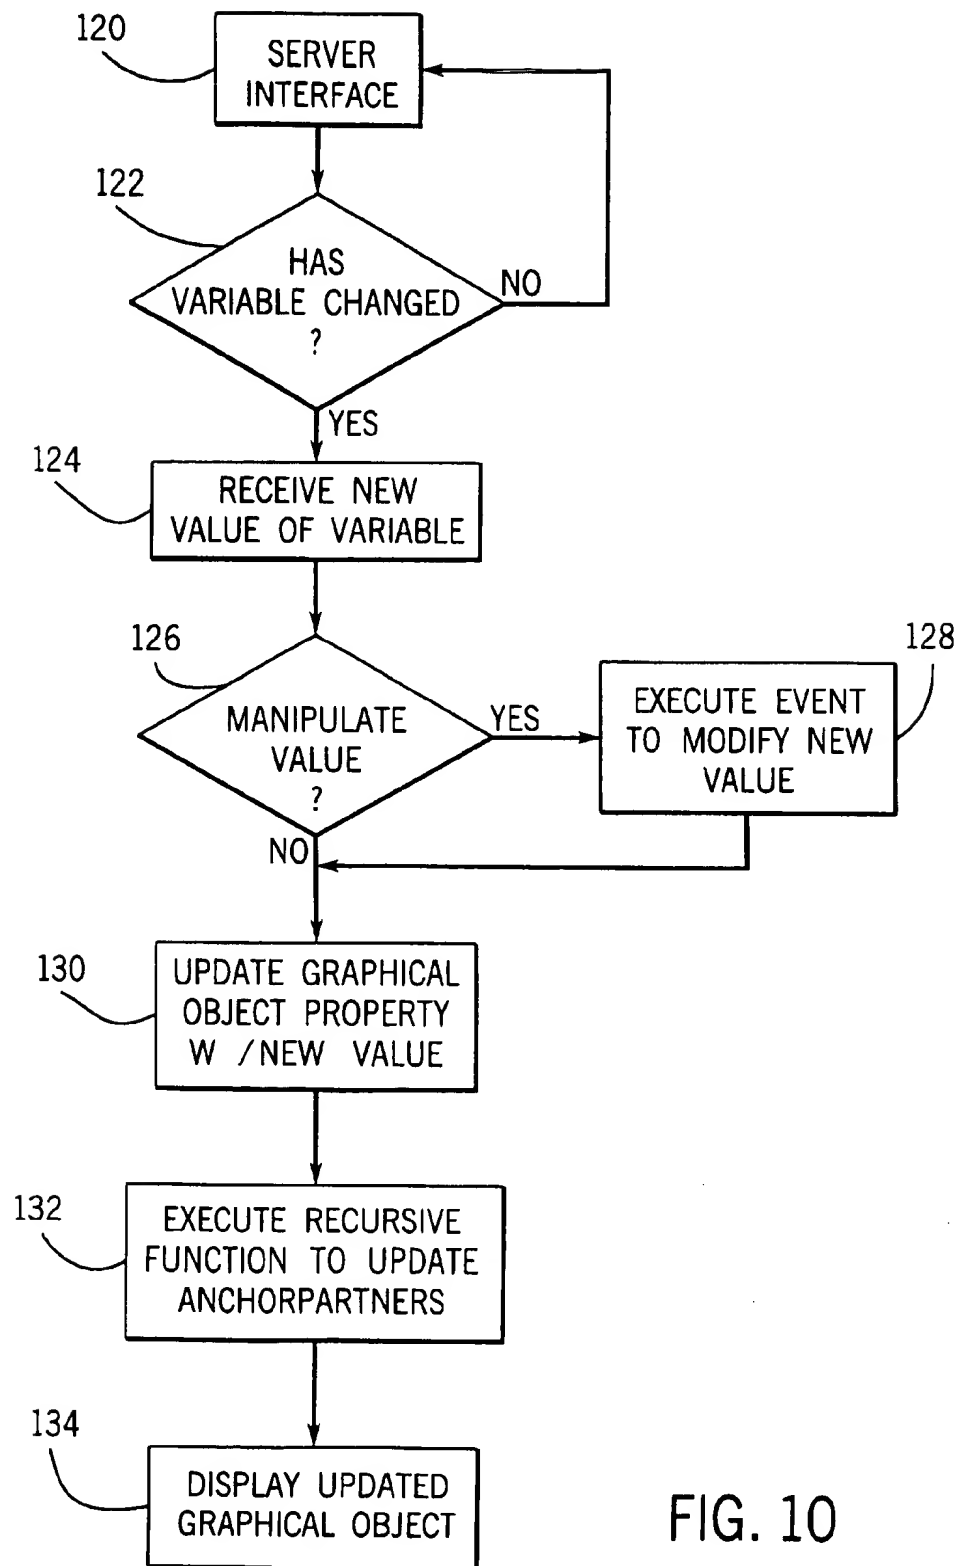 120
SERVER
INTERFACE
122
HAS
VARIABLE CHANGED
?
NO
YES
124
RECEIVE NEW
VALUE OF VARIABLE
126
MANIPULATE
VALUE
?
YES
128
EXECUTE EVENT
TO MODIFY NEW
VALUE
NO
130
UPDATE GRAPHICAL
OBJECT PROPERTY
W /NEW VALUE
132
EXECUTE RECURSIVE
FUNCTION TO UPDATE
ANCHORPARTNERS
134
DISPLAY UPDATED
GRAPHICAL OBJECT
FIG. 10